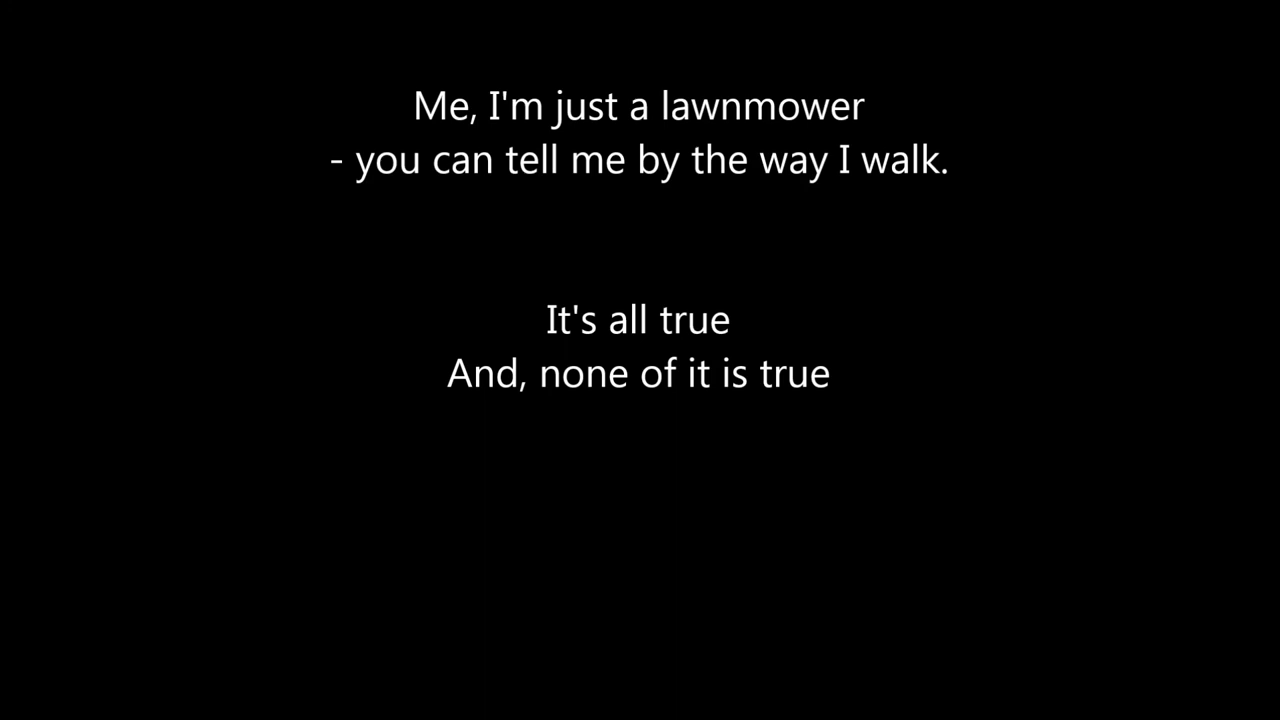 Me, I'm just a lawnmower
- you can tell me by the way I walk.
It's all true
And, none of it is true